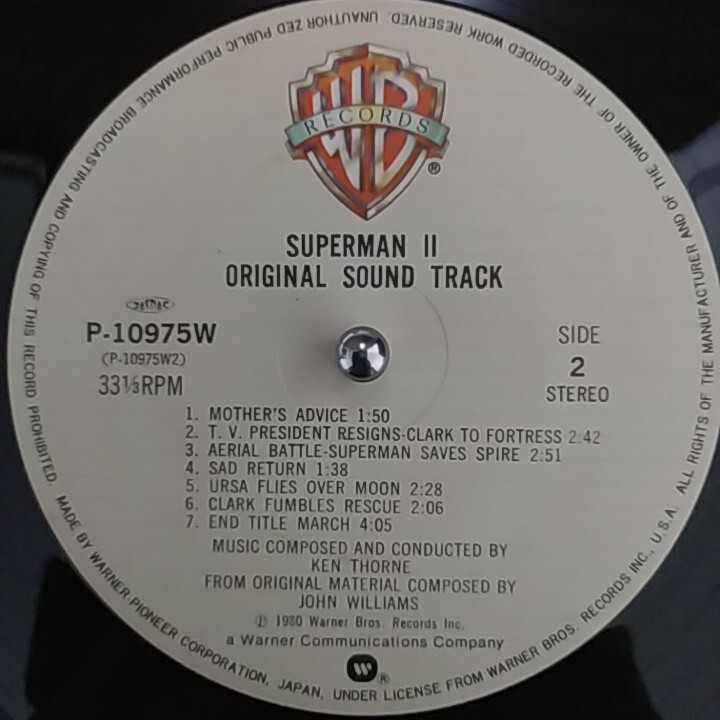 WB
RECORDS
®
SUPERMAN II
ORIGINAL SOUND TRACK
P-10975W
(P-10975W2)
33⅓RPM
SIDE
2
STEREO
1. MOTHER'S ADVICE 1:50
2. T. V. PRESIDENT RESIGNS-CLARK TO FORTRESS 2:42
3. AERIAL BATTLE-SUPERMAN SAVES SPIRE 2:51
4. SAD RETURN 1:38
5. URSA FLIES OVER MOON 2:28
6. CLARK FUMBLES RESCUE 2:06
7. END TITLE MARCH 4:05
MUSIC COMPOSED AND CONDUCTED BY
KEN THORNE
FROM ORIGINAL MATERIAL COMPOSED BY
JOHN WILLIAMS
℗ 1980 Warner Bros. Records Inc.
a Warner Communications Company
®
MADE BY WARNER-PIONEER CORPORATION, JAPAN, UNDER LICENSE FROM WARNER BROS. RECORDS INC., U.S.A. ALL RIGHTS OF THE MANUFACTURER AND OF THE OWNER OF THE RECORDED WORK RESERVED. UNAUTHOR ZED PUBLIC PERFORMANCE BROADCASTING AND COPYING OF THIS RECORD PROHIBITED.